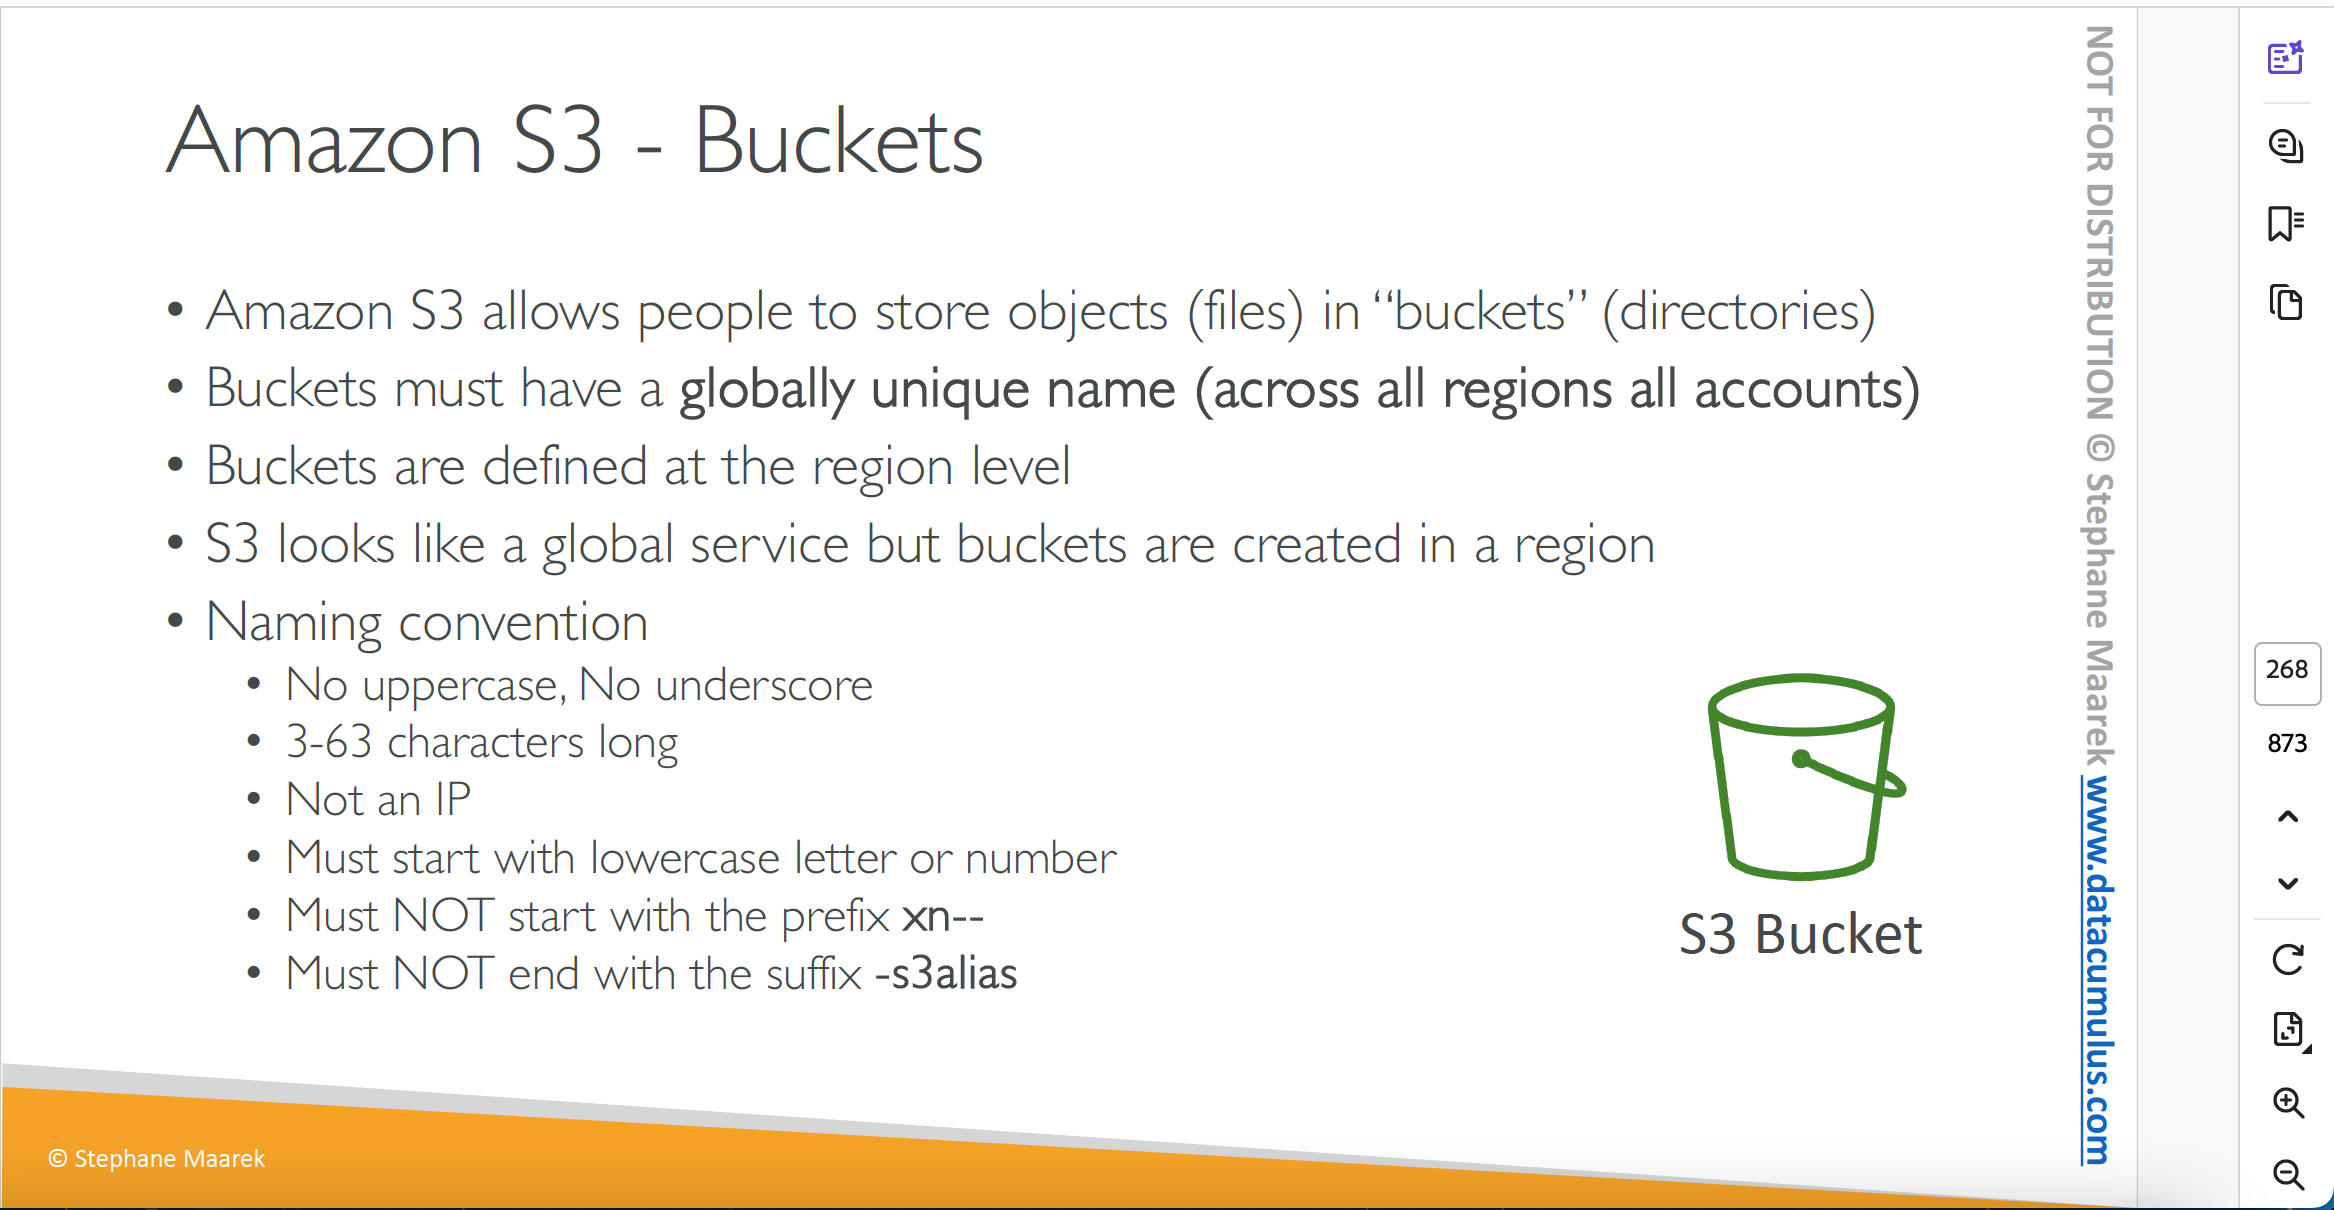 Amazon S3 - Buckets
• Amazon S3 allows people to store objects (files) in “buckets” (directories)
• Buckets must have a globally unique name (across all regions all accounts)
• Buckets are defined at the region level
• S3 looks like a global service but buckets are created in a region
• Naming convention
• No uppercase, No underscore
• 3-63 characters long
• Not an IP
• Must start with lowercase letter or number
• Must NOT start with the prefix xn--
• Must NOT end with the suffix -s3alias
S3 Bucket
© Stephane Maarek
NOT FOR DISTRIBUTION © Stephane Maarek www.datacumulus.com
268
873